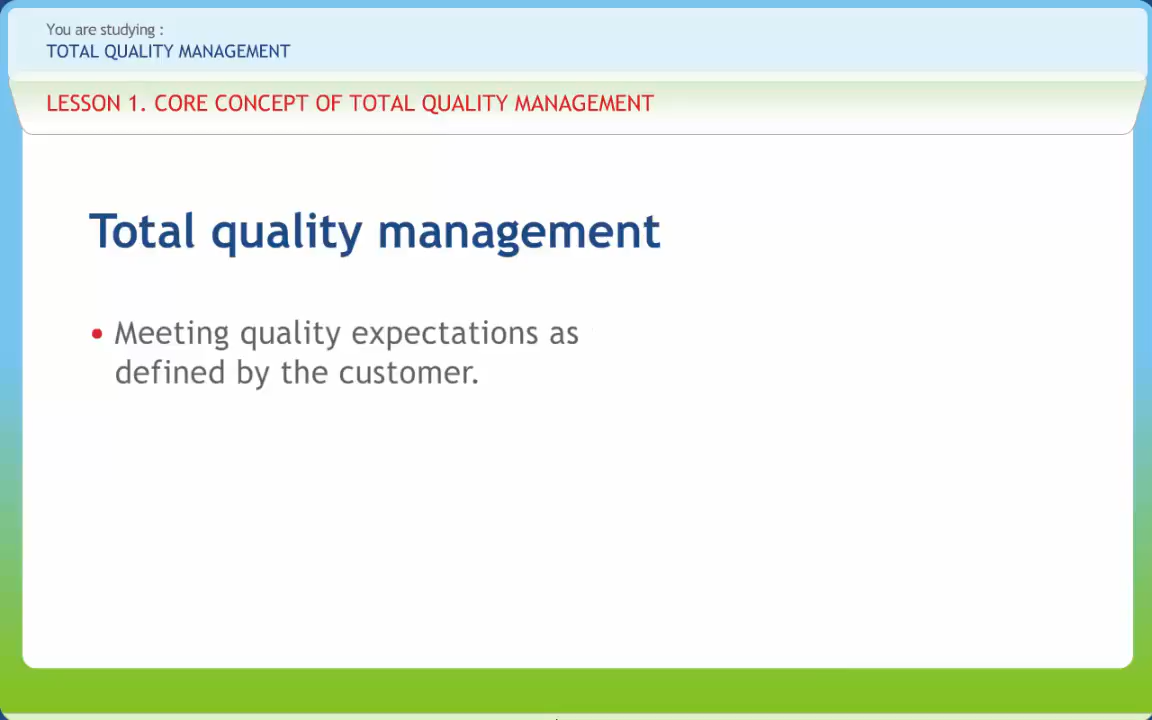 You are studying :
TOTAL QUALITY MANAGEMENT
LESSON 1. CORE CONCEPT OF TOTAL QUALITY MANAGEMENT
Total quality management
• Meeting quality expectations as
defined by the customer.